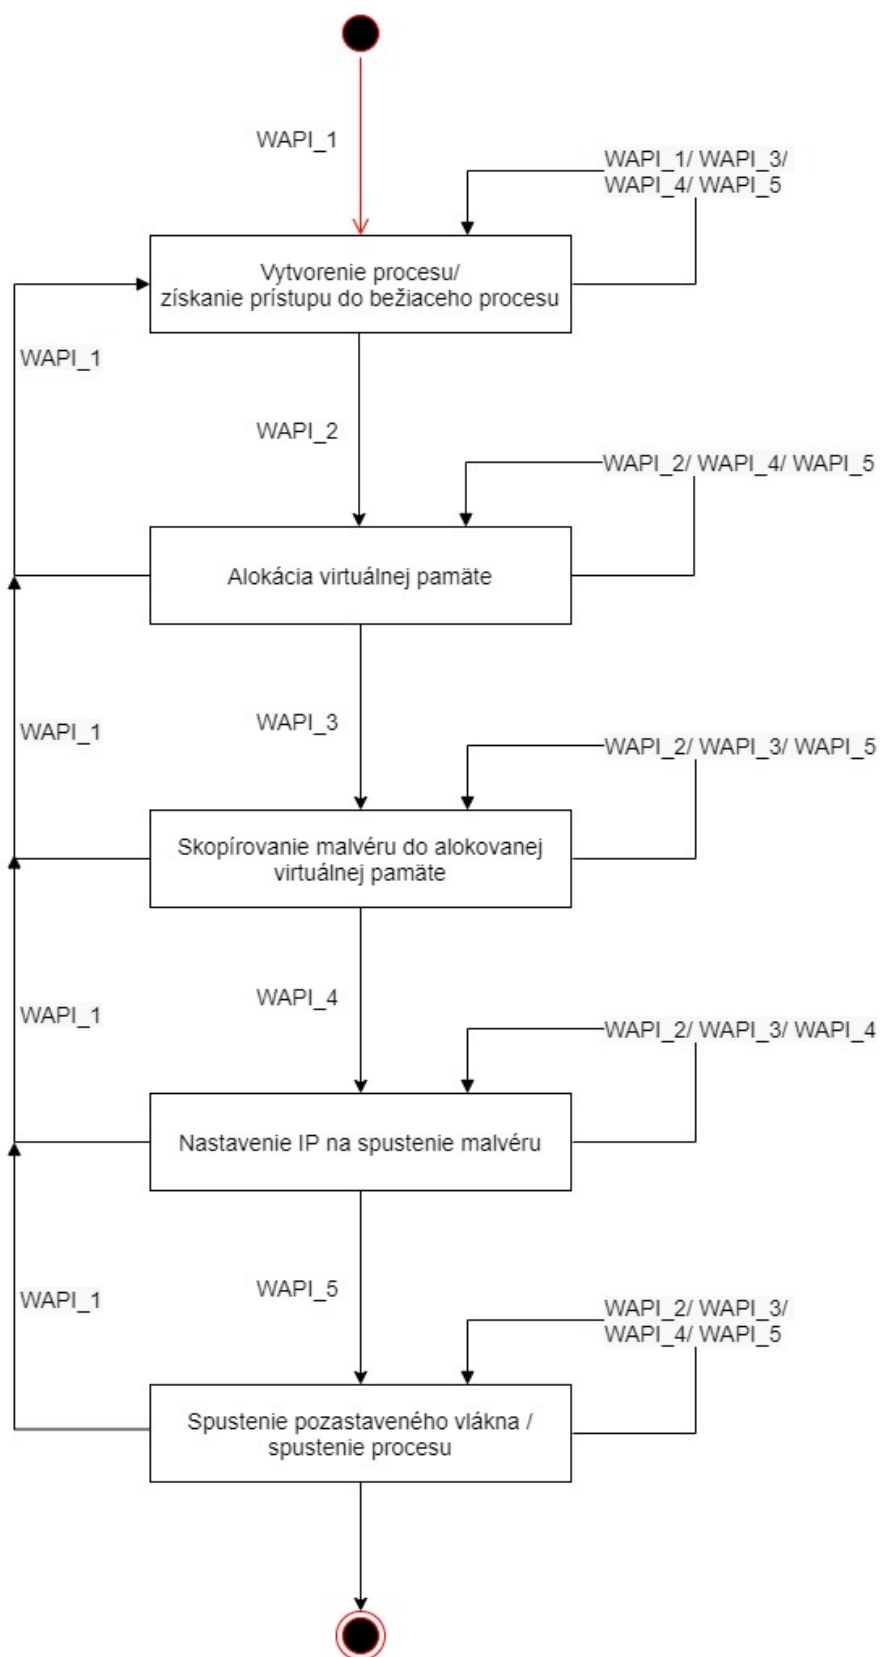 WAPI_1
WAPI_1/ WAPI_3/
WAPI_4/ WAPI_5
Vytvorenie procesu/
získanie prístupu do bežiaceho procesu
WAPI_1
WAPI_2
WAPI_2/ WAPI_4/ WAPI_5
Alokácia virtuálnej pamäte
WAPI_3
WAPI_1
WAPI_2/ WAPI_3/ WAPI_5
Skopírovanie malvéru do alokovanej
virtuálnej pamäte
WAPI_4
WAPI_1
WAPI_2/ WAPI_3/ WAPI_4
Nastavenie IP na spustenie malvéru
WAPI_5
WAPI_1
WAPI_2/ WAPI_3/
WAPI_4/ WAPI_5
Spustenie pozastaveného vlákna /
spustenie procesu